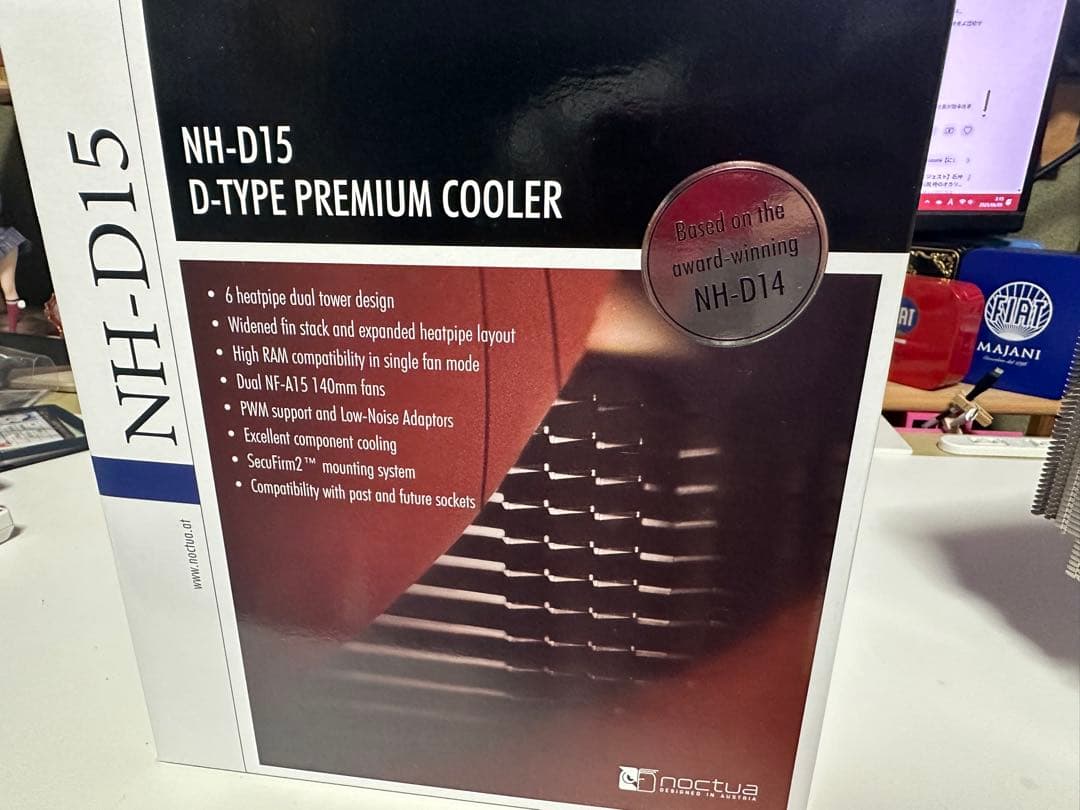 NH-D15
www.noctua.at
NH-D15
D-TYPE PREMIUM COOLER
Based on the
award-winning
NH-D14
• 6 heatpipe dual tower design
• Widened fin stack and expanded heatpipe layout
• High RAM compatibility in single fan mode
• Dual NF-A15 140mm fans
• PWM support and Low-Noise Adaptors
• Excellent component cooling
• SecuFirm2™ mounting system
• Compatibility with past and future sockets
noctua
DESIGNED IN AUSTRIA
FIAT
MAJANI